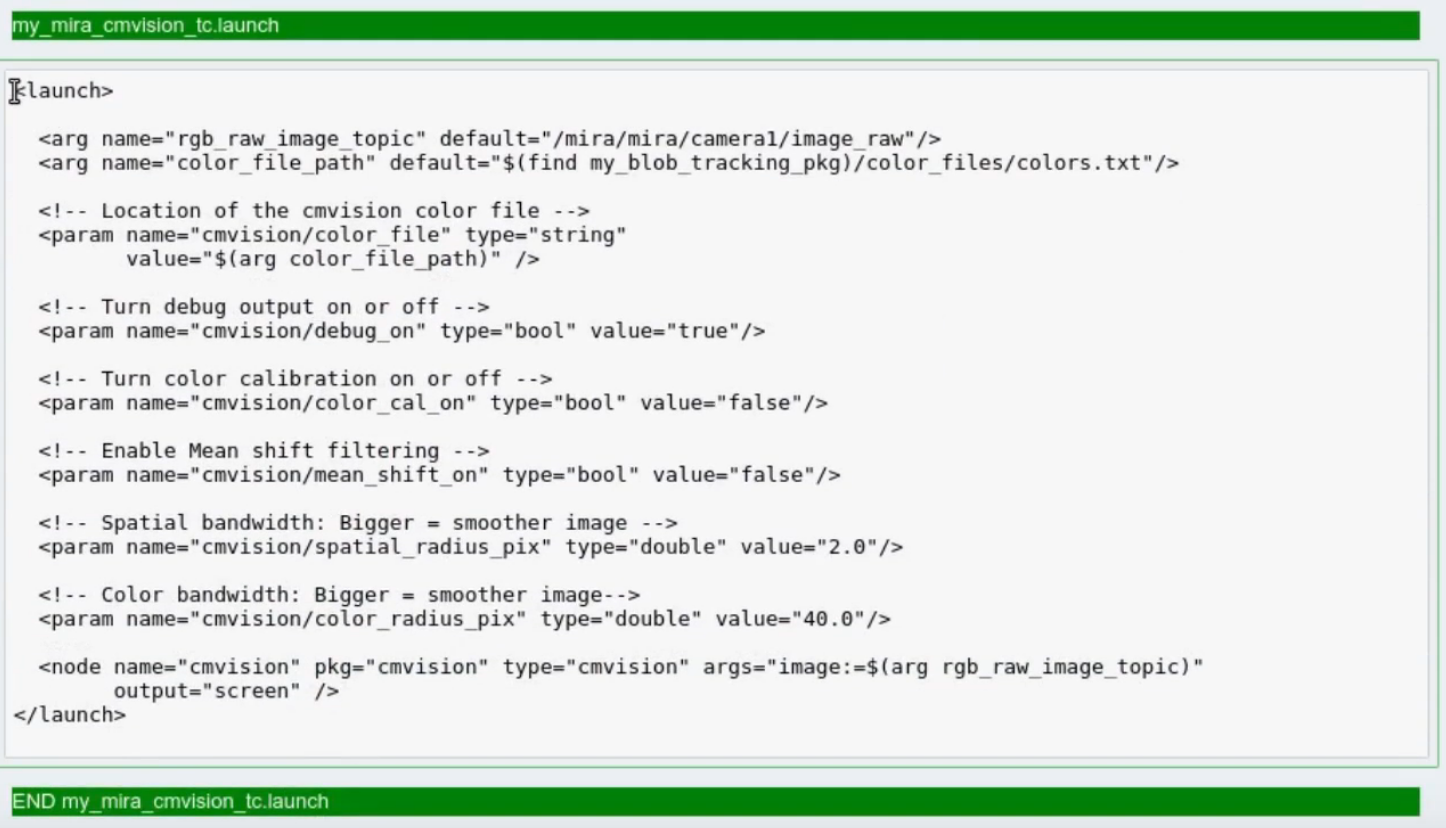 my_mira_cmvision_tc.launch
<launch>
<arg name="rgb_raw_image_topic" default="/mira/mira/camera1/image_raw"/>
<arg name="color_file_path" default="$(find my_blob_tracking_pkg)/color_files/colors.txt"/>
<!-- Location of the cmvision color file -->
<param name="cmvision/color_file" type="string"
value="$(arg color_file_path)" />
<!-- Turn debug output on or off -->
<param name="cmvision/debug_on" type="bool" value="true"/>
<!-- Turn color calibration on or off -->
<param name="cmvision/color_cal_on" type="bool" value="false"/>
<!-- Enable Mean shift filtering -->
<param name="cmvision/mean_shift_on" type="bool" value="false"/>
<!-- Spatial bandwidth: Bigger = smoother image -->
<param name="cmvision/spatial_radius_pix" type="double" value="2.0"/>
<!-- Color bandwidth: Bigger = smoother image-->
<param name="cmvision/color_radius_pix" type="double" value="40.0"/>
<node name="cmvision" pkg="cmvision" type="cmvision" args="image:=$(arg rgb_raw_image_topic)"
output="screen" />
</launch>
END my_mira_cmvision_tc.launch